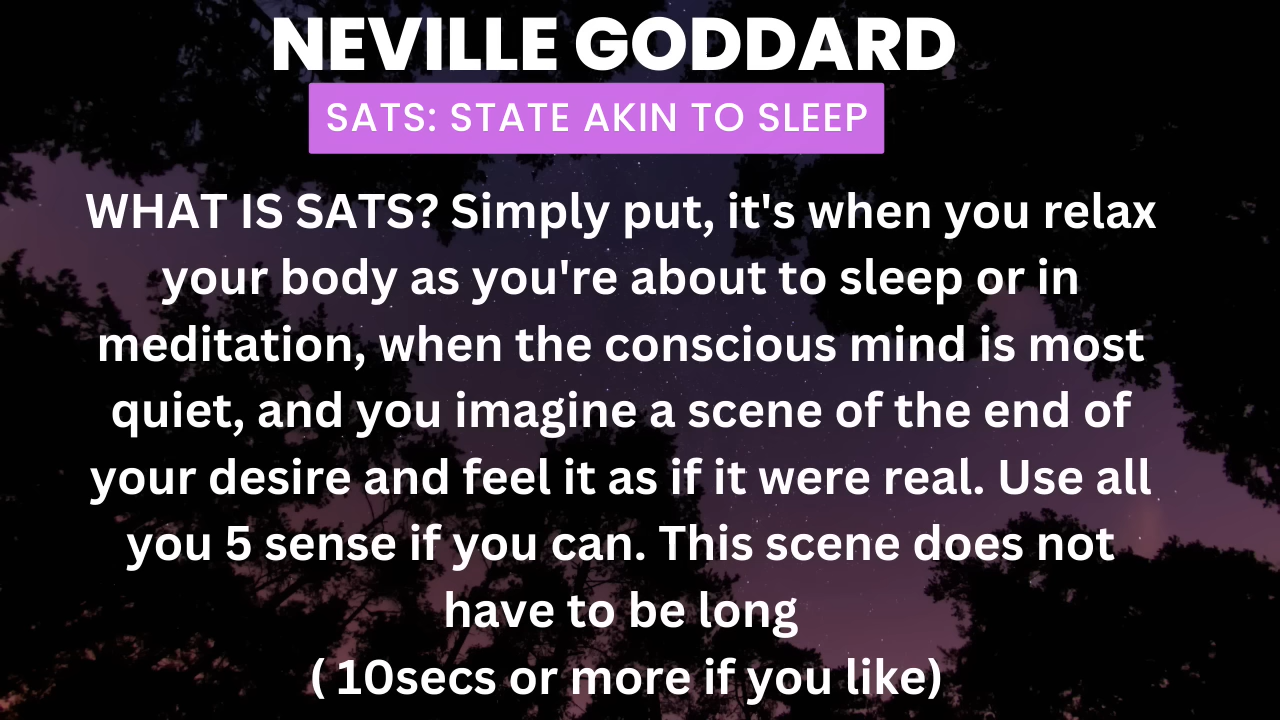 NEVILLE GODDARD
SATS: STATE AKIN TO SLEEP
WHAT IS SATS? Simply put, it's when you relax
your body as you're about to sleep or in
meditation, when the conscious mind is most
quiet, and you imagine a scene of the end of
your desire and feel it as if it were real. Use all
you 5 sense if you can. This scene does not
have to be long
( 10secs or more if you like)